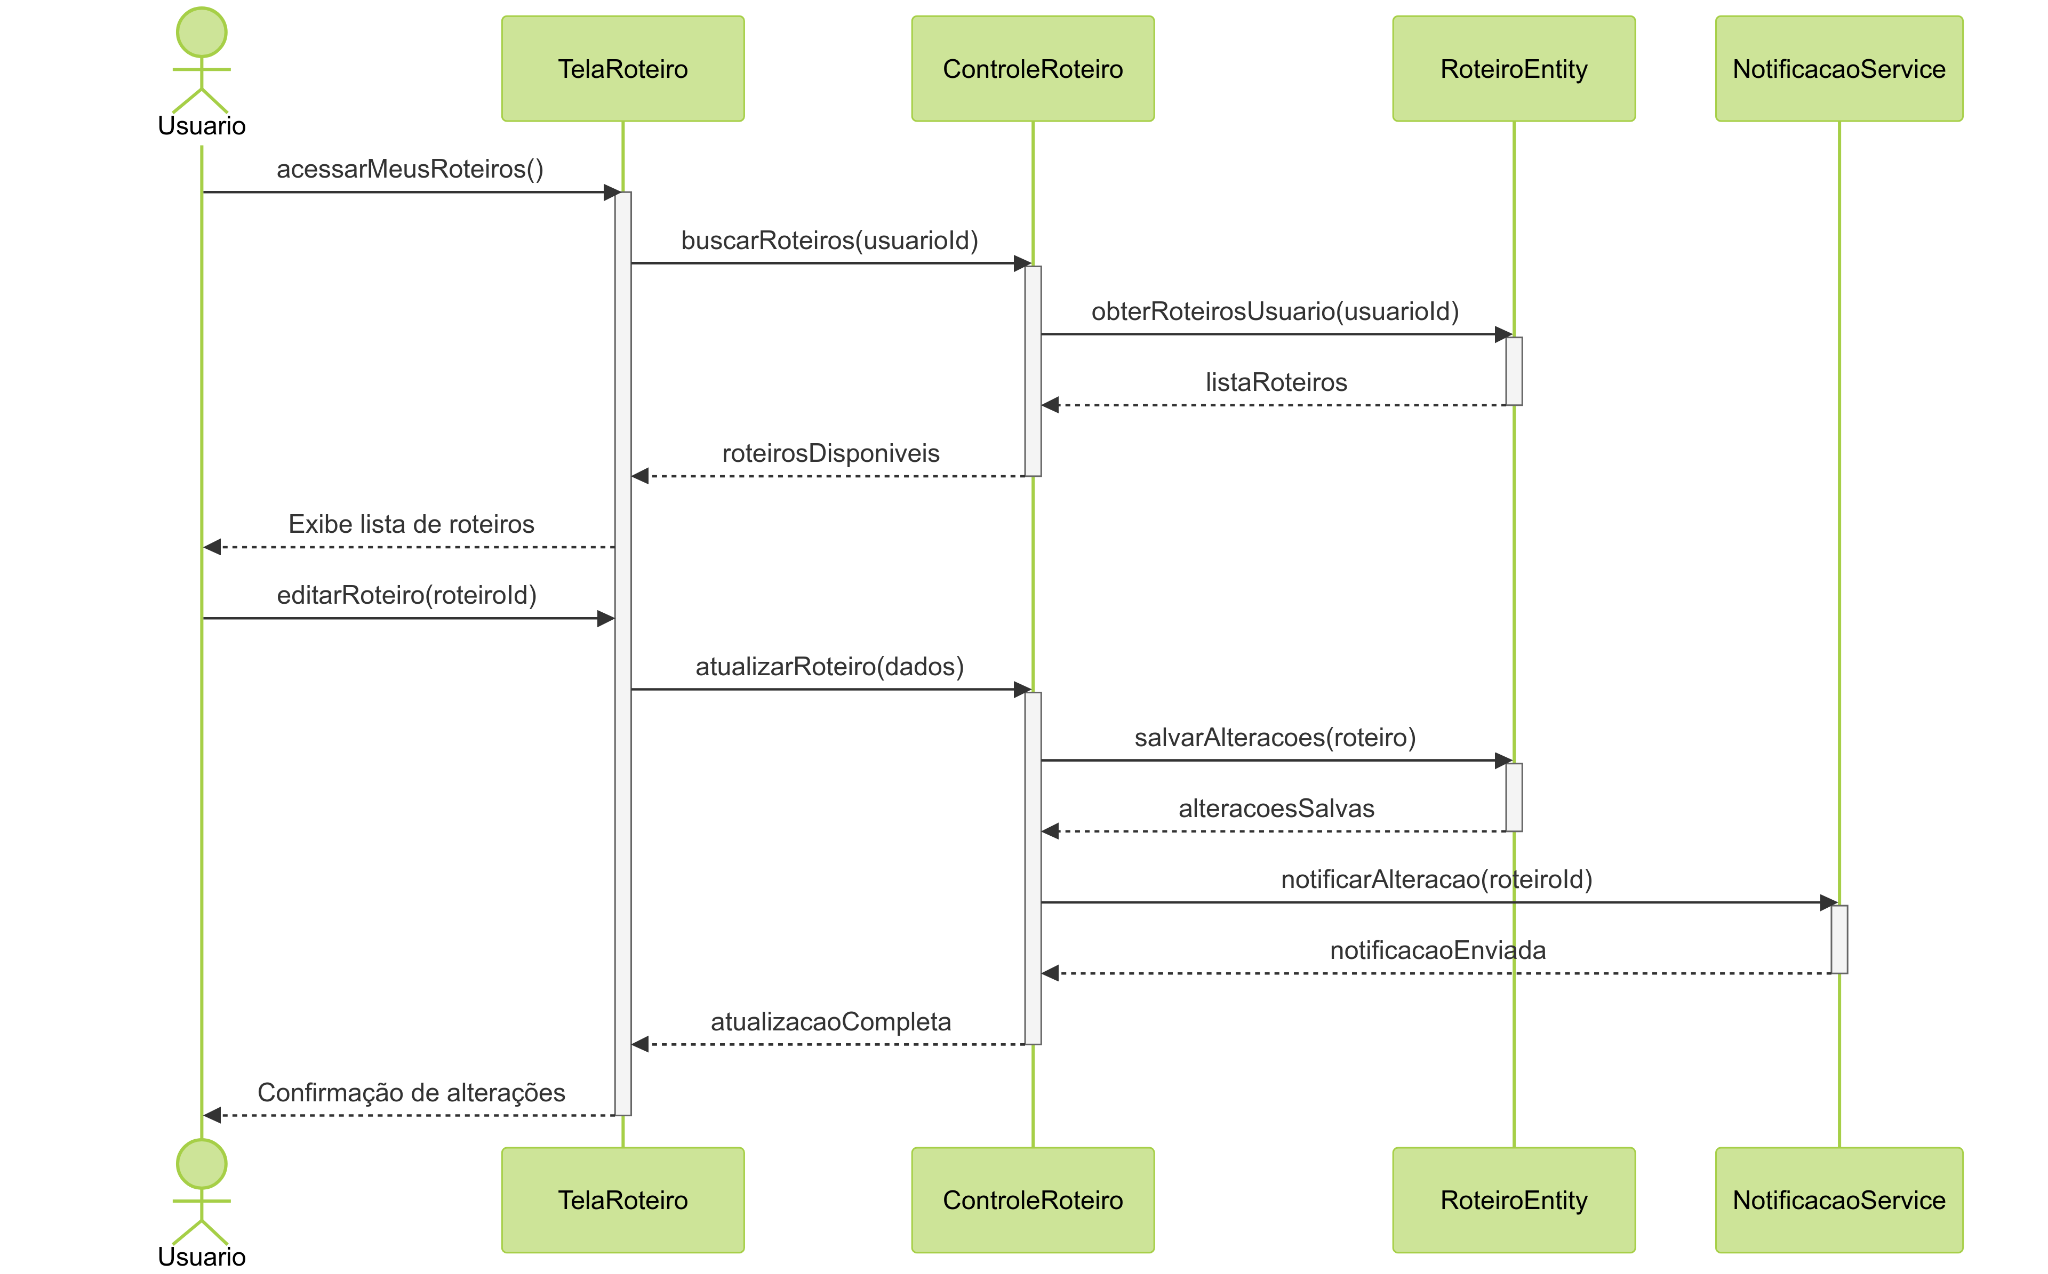 Usuario
TelaRoteiro
ControleRoteiro
RoteiroEntity
NotificacaoService
acessarMeusRoteiros()
buscarRoteiros(usuarioId)
obterRoteirosUsuario(usuarioId)
listaRoteiros
roteirosDisponiveis
Exibe lista de roteiros
editarRoteiro(roteiroId)
atualizarRoteiro(dados)
salvarAlteracoes(roteiro)
alteracoesSalvas
notificarAlteracao(roteiroId)
notificacaoEnviada
atualizacaoCompleta
Confirmação de alterações
Usuario
TelaRoteiro
ControleRoteiro
RoteiroEntity
NotificacaoService